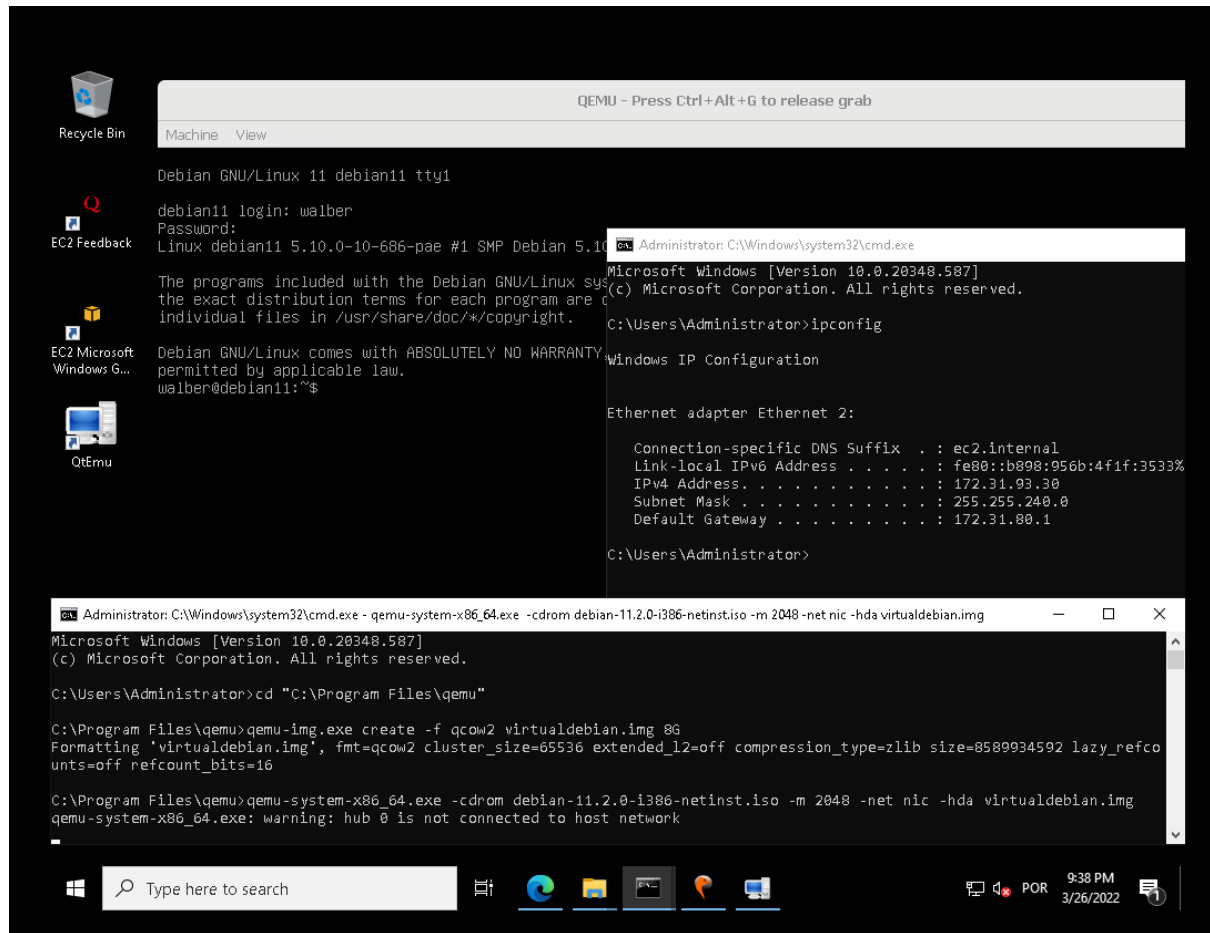 Recycle Bin
EC2 Feedback
EC2 Microsoft
Windows G...
QtEmu
QEMU - Press Ctrl+Alt+G to release grab
Machine View
Debian GNU/Linux 11 debian11 tty1
debian11 login: walber
Password:
Linux debian11 5.10.0-10-686-pae #1 SMP Debian 5.10
The programs included with the Debian GNU/Linux sys
the exact distribution terms for each program are
individual files in /usr/share/doc/*/copyright.
Debian GNU/Linux comes with ABSOLUTELY NO WARRANTY,
permitted by applicable law.
walber@debian11:~$
Administrator: C:\Windows\system32\cmd.exe
Microsoft Windows [Version 10.0.20348.587]
(c) Microsoft Corporation. All rights reserved.
C:\Users\Administrator>ipconfig
Windows IP Configuration
Ethernet adapter Ethernet 2:
Connection-specific DNS Suffix . : ec2.internal
Link-local IPv6 Address . . . . . : fe80::b898:956b:4f1f:3533%
IPv4 Address. . . . . . . . . . . : 172.31.93.30
Subnet Mask . . . . . . . . . . . : 255.255.240.0
Default Gateway . . . . . . . . . : 172.31.80.1
C:\Users\Administrator>
Administrator: C:\Windows\system32\cmd.exe - qemu-system-x86_64.exe -cdrom debian-11.2.0-i386-netinst.iso -m 2048 -net nic -hda virtualdebian.img
Microsoft Windows [Version 10.0.20348.587]
(c) Microsoft Corporation. All rights reserved.
C:\Users\Administrator>cd "C:\Program Files\qemu"
C:\Program Files\qemu>qemu-img.exe create -f qcow2 virtualdebian.img 8G
Formatting 'virtualdebian.img', fmt=qcow2 cluster_size=65536 extended_l2=off compression_type=zlib size=8589934592 lazy_refco
unts=off refcount_bits=16
C:\Program Files\qemu>qemu-system-x86_64.exe -cdrom debian-11.2.0-i386-netinst.iso -m 2048 -net nic -hda virtualdebian.img
qemu-system-x86_64.exe: warning: hub 0 is not connected to host network
Type here to search
POR
9:38 PM
3/26/2022
1